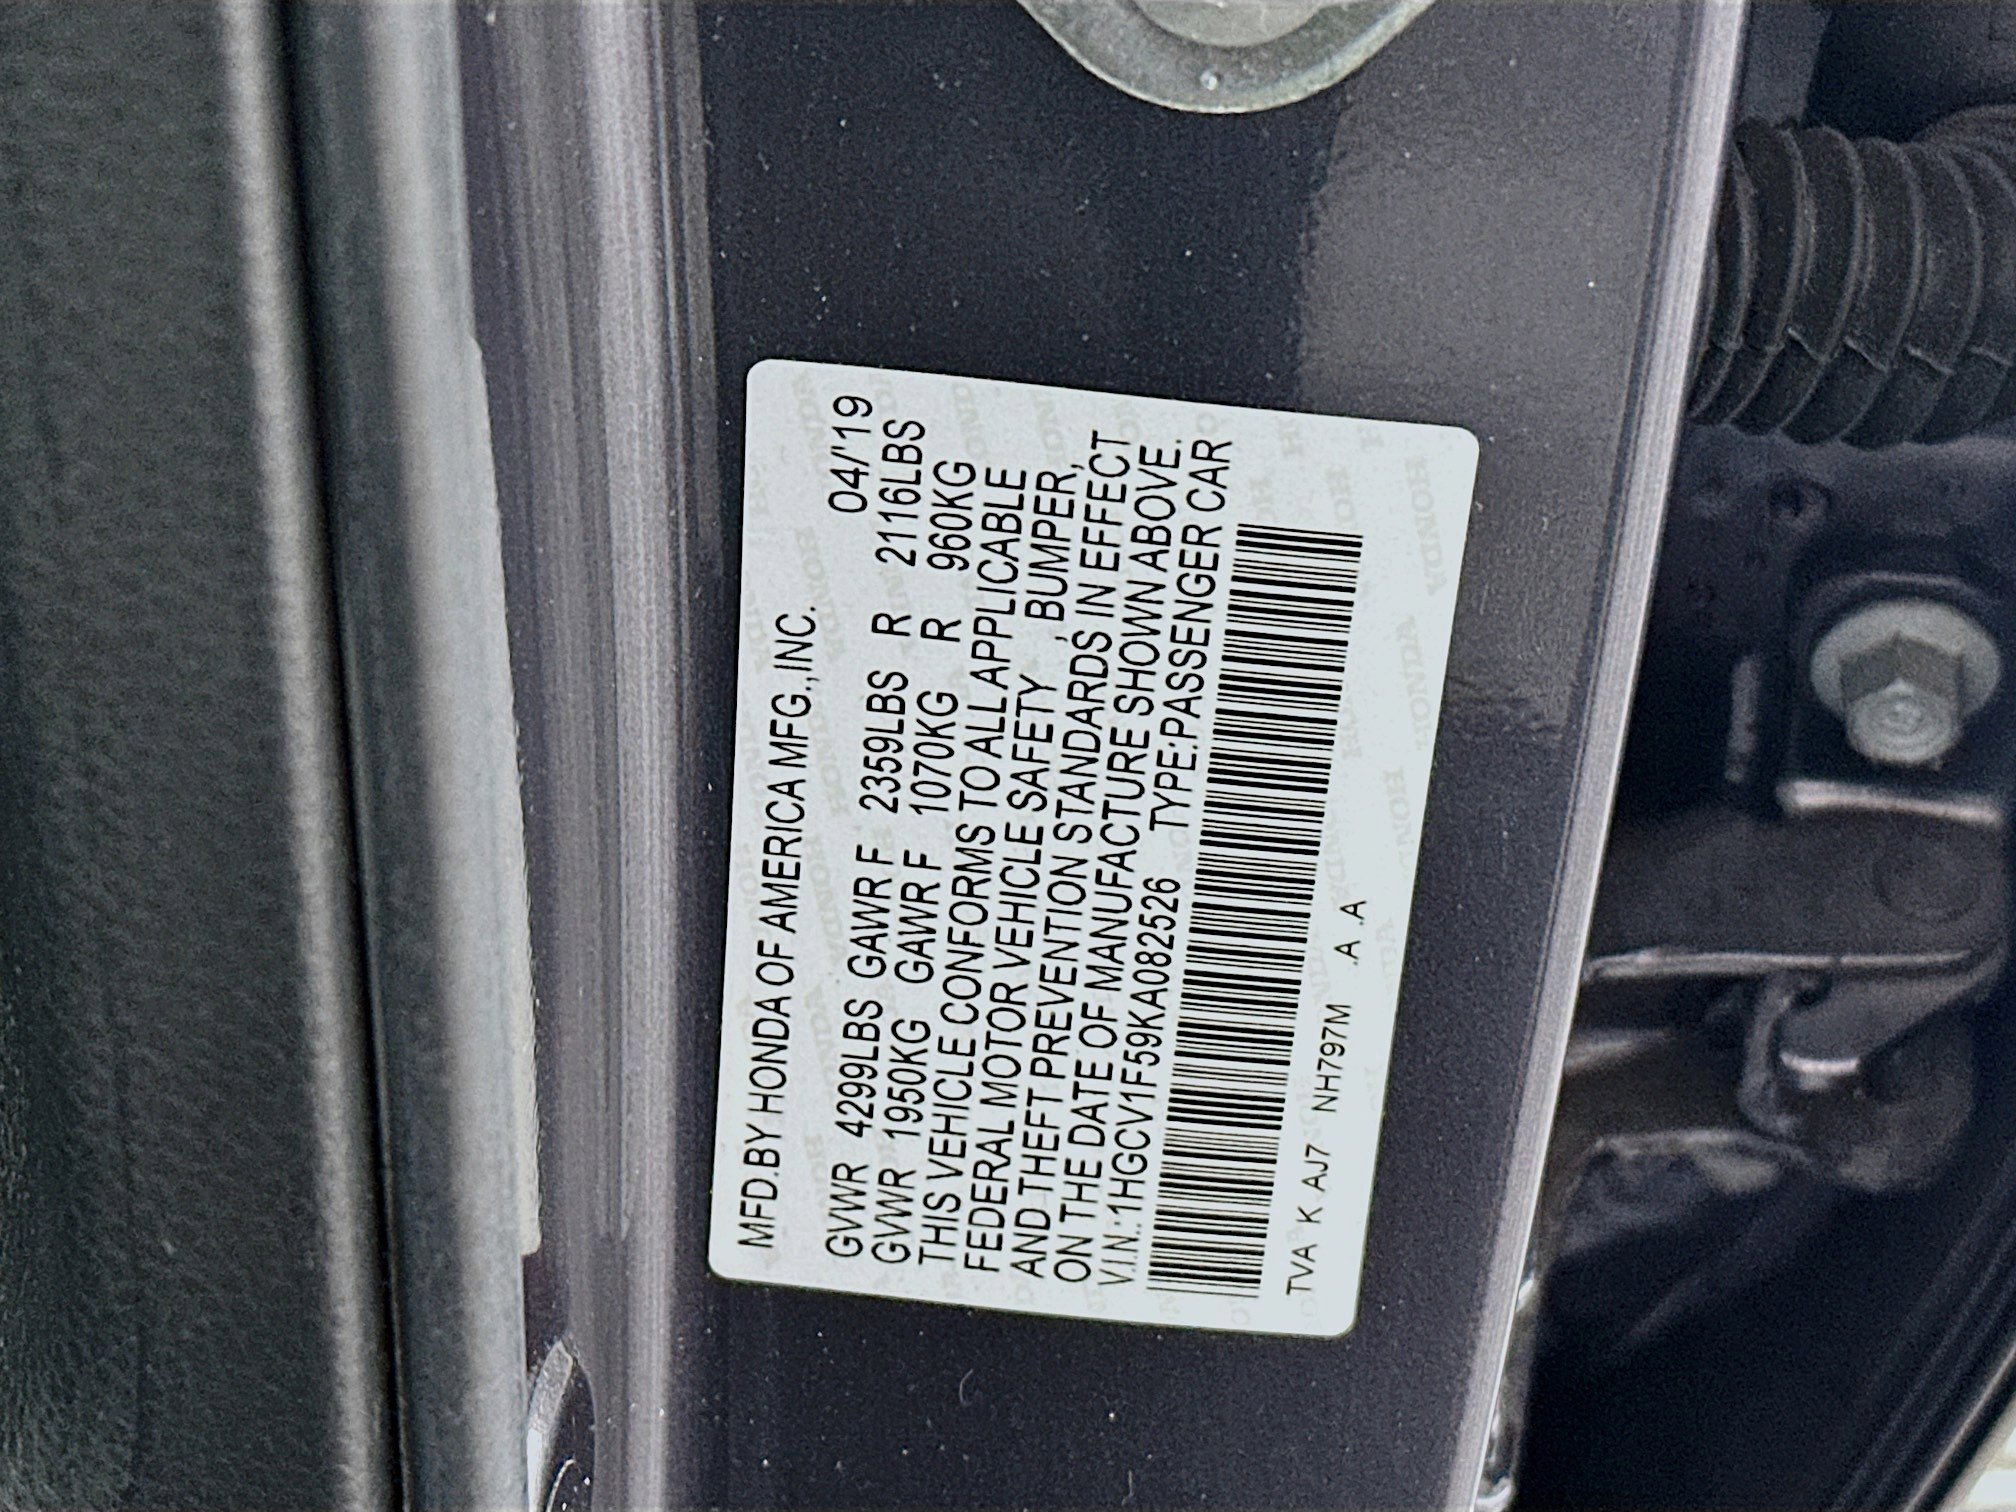 MFD.BY HONDA OF AMERICA MFG.,INC.
04/'19
GVWR 4299LBS GAWR F 2359LBS R 2116LBS
GVWR 1950KG GAWR F 1070KG R 960KG
THIS VEHICLE CONFORMS TO ALL APPLICABLE
FEDERAL MOTOR VEHICLE SAFETY , BUMPER,
AND THEFT PREVENTION STANDARDS IN EFFECT
ON THE DATE OF MANUFACTURE SHOWN ABOVE.
V.I.N.:1HGCV1F59KA082526 TYPE:PASSENGER CAR
TVA K AJ7 NH797M .A .A